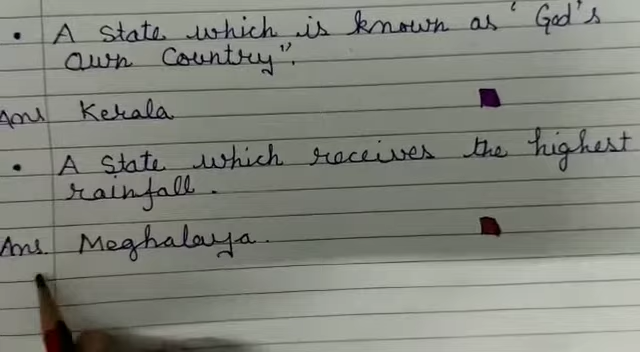 • A State which is known as "God's
own Country".
Ans Kerala
• A State which receives the highest
rainfall.
Ans. Meghalaya.